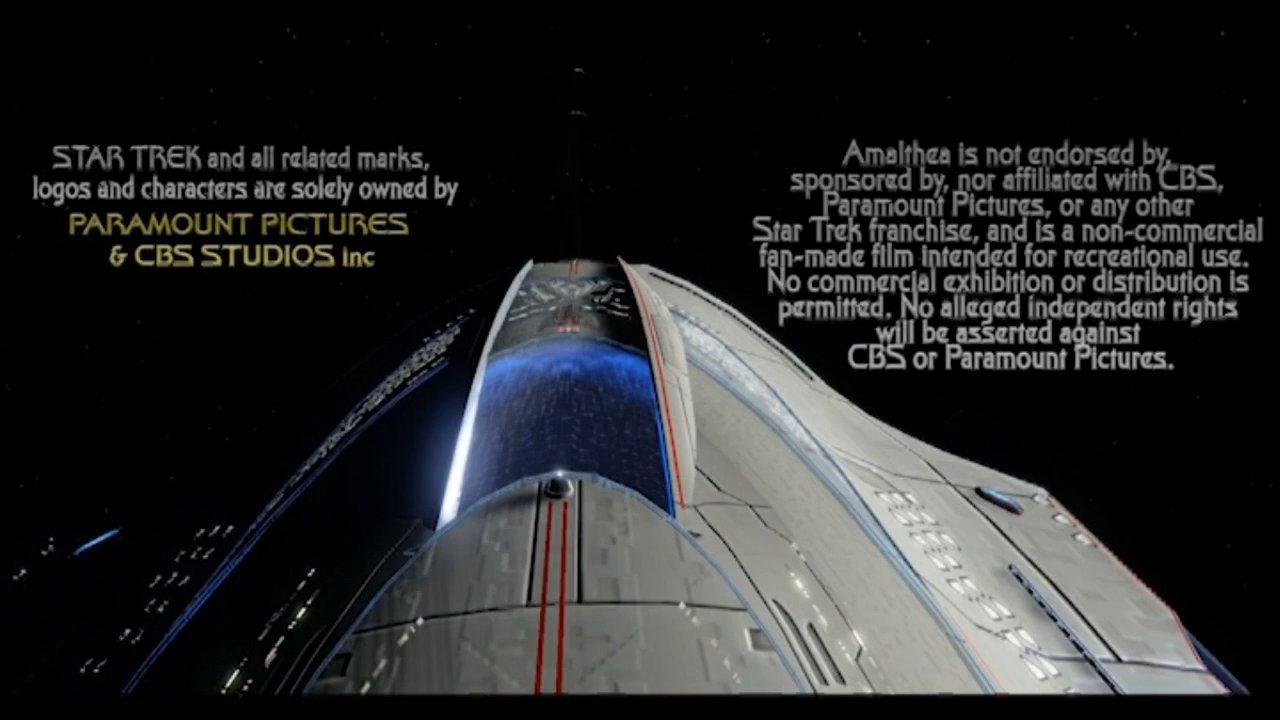 STAR TREK and all related marks,
logos and characters are solely owned by
PARAMOUNT PICTURES
& CBS STUDIOS inc
Amalthea is not endorsed by,
sponsored by, nor affiliated with CBS,
Paramount Pictures, or any other
Star Trek franchise, and is a non-commercial
fan-made film intended for recreational use.
No commercial exhibition or distribution is
permitted. No alleged independent rights
will be asserted against
CBS or Paramount Pictures.